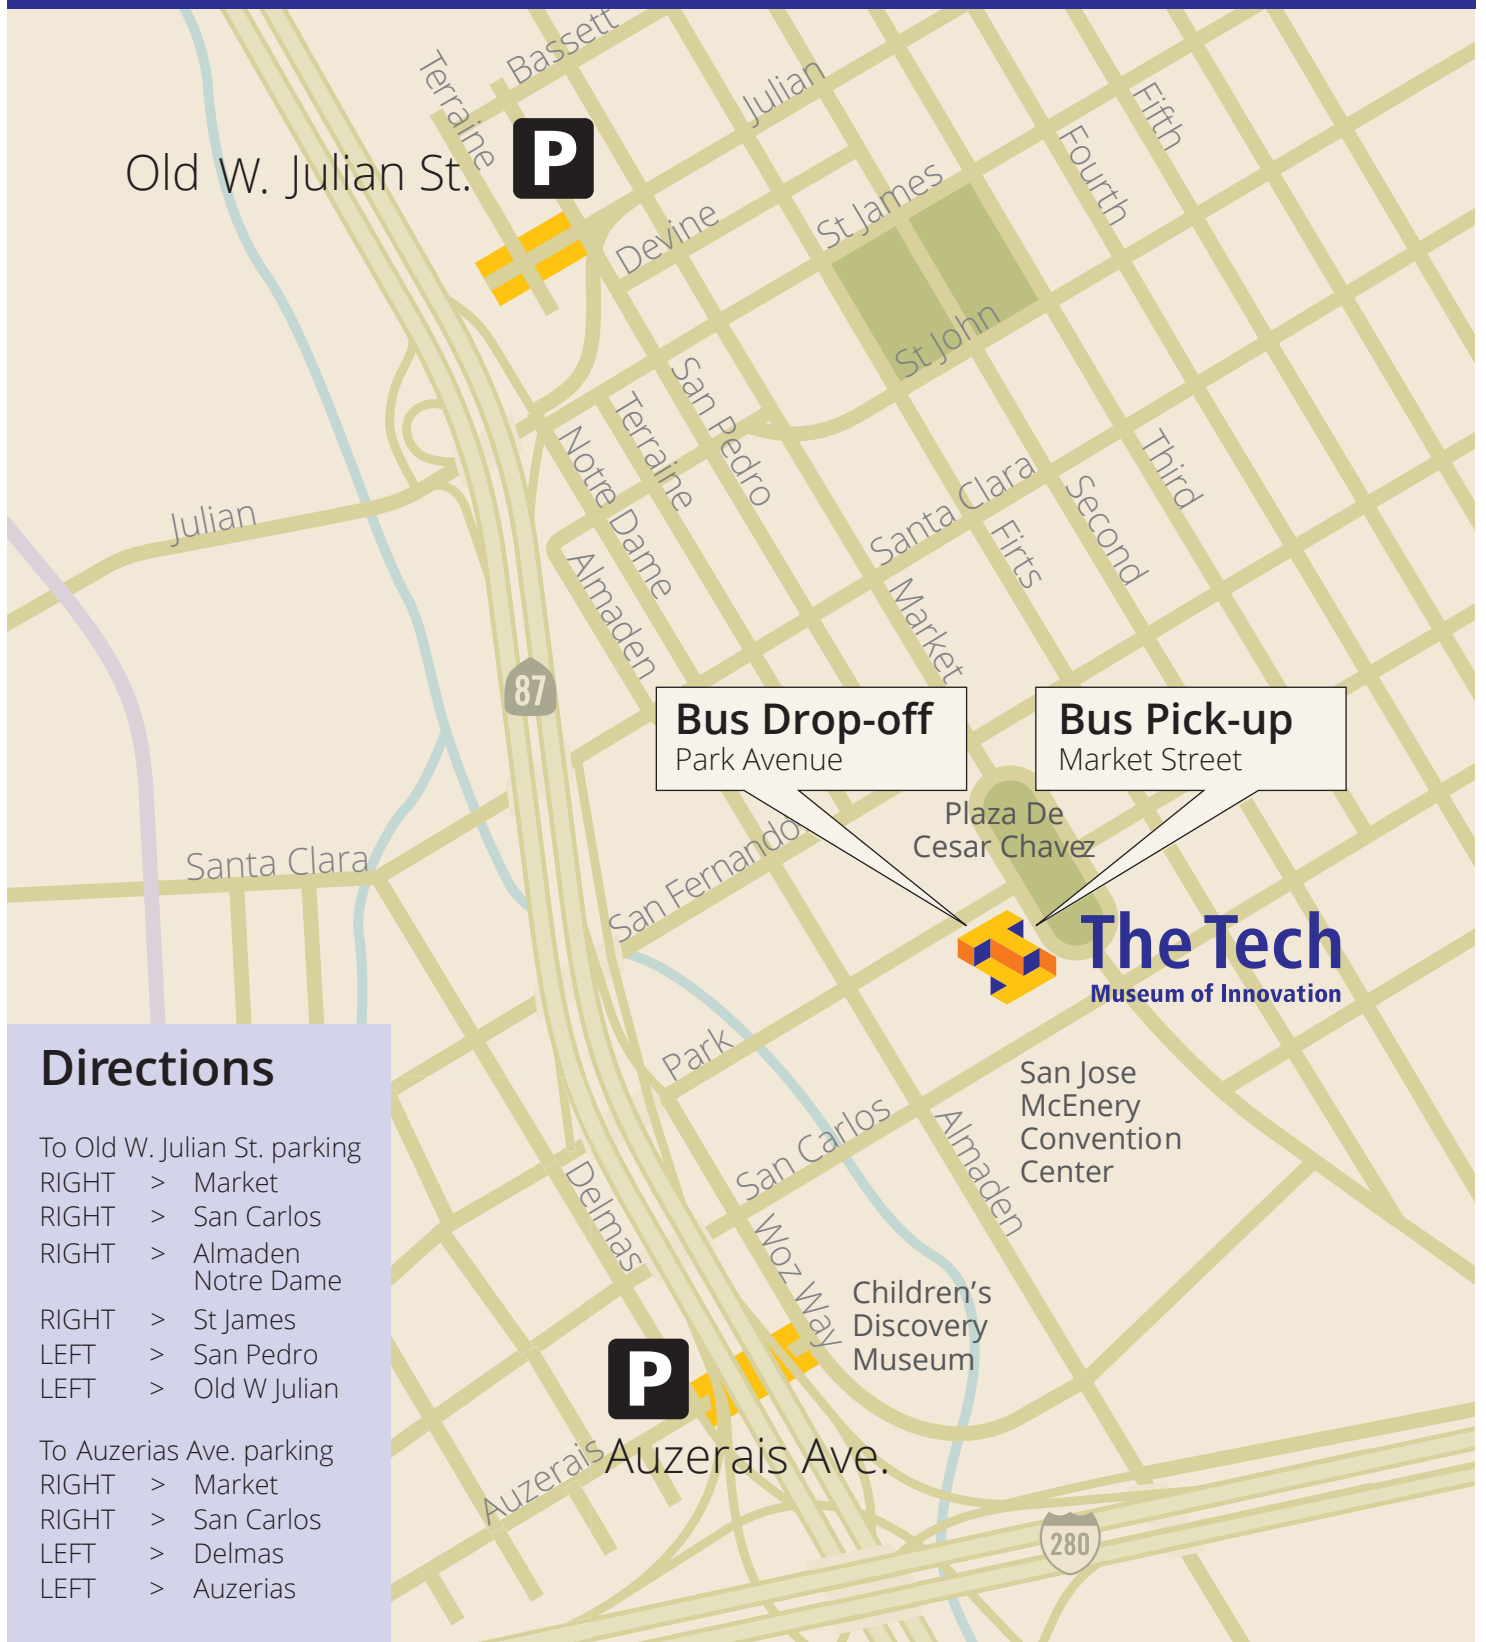 Bassett
Terraine
Julian
Fifth
Old W. Julian St.
P
Fourth
St James
Devine
St John
San Pedro
Terraine
Notre Dame
Third
Santa Clara
Second
Firts
Julian
Almaden
Market
87
Bus Drop-off
Park Avenue
Bus Pick-up
Market Street
Plaza De
Cesar Chavez
San Fernando
Santa Clara
The Tech
Museum of Innovation
Park
San Jose
McEnery
Convention
Center
San Carlos
Almaden
Delmas
Woz Way
Children's
Discovery
Museum
P
Auzerais Ave.
Auzerais
280
Directions
To Old W. Julian St. parking
RIGHT > Market
RIGHT > San Carlos
RIGHT > Almaden
Notre Dame
RIGHT > St James
LEFT > San Pedro
LEFT > Old W Julian
To Auzerias Ave. parking
RIGHT > Market
RIGHT > San Carlos
LEFT > Delmas
LEFT > Auzerias